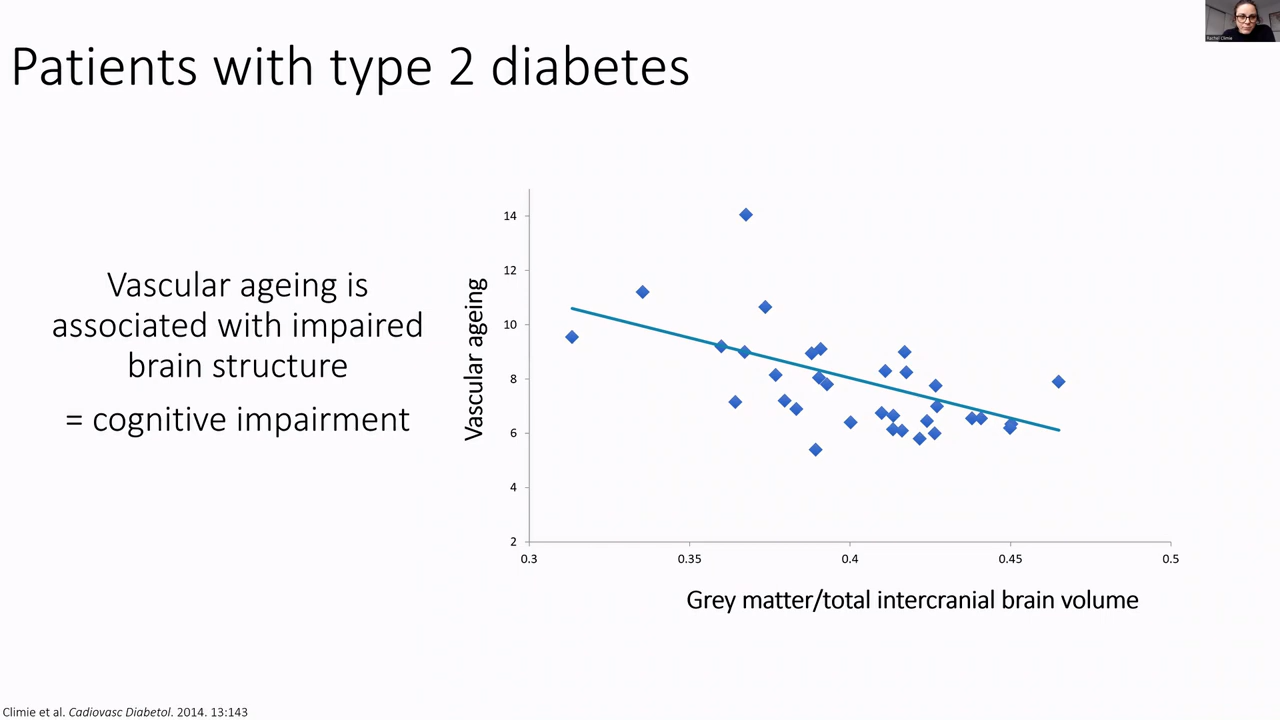 Rachel Climie
Patients with type 2 diabetes
Vascular ageing is
associated with impaired
brain structure
= cognitive impairment
Vascular ageing
14
12
10
8
6
4
2
0.3 0.35 0.4 0.45 0.5
Grey matter/total intercranial brain volume
Climie et al. Cadiovasc Diabetol. 2014. 13:143